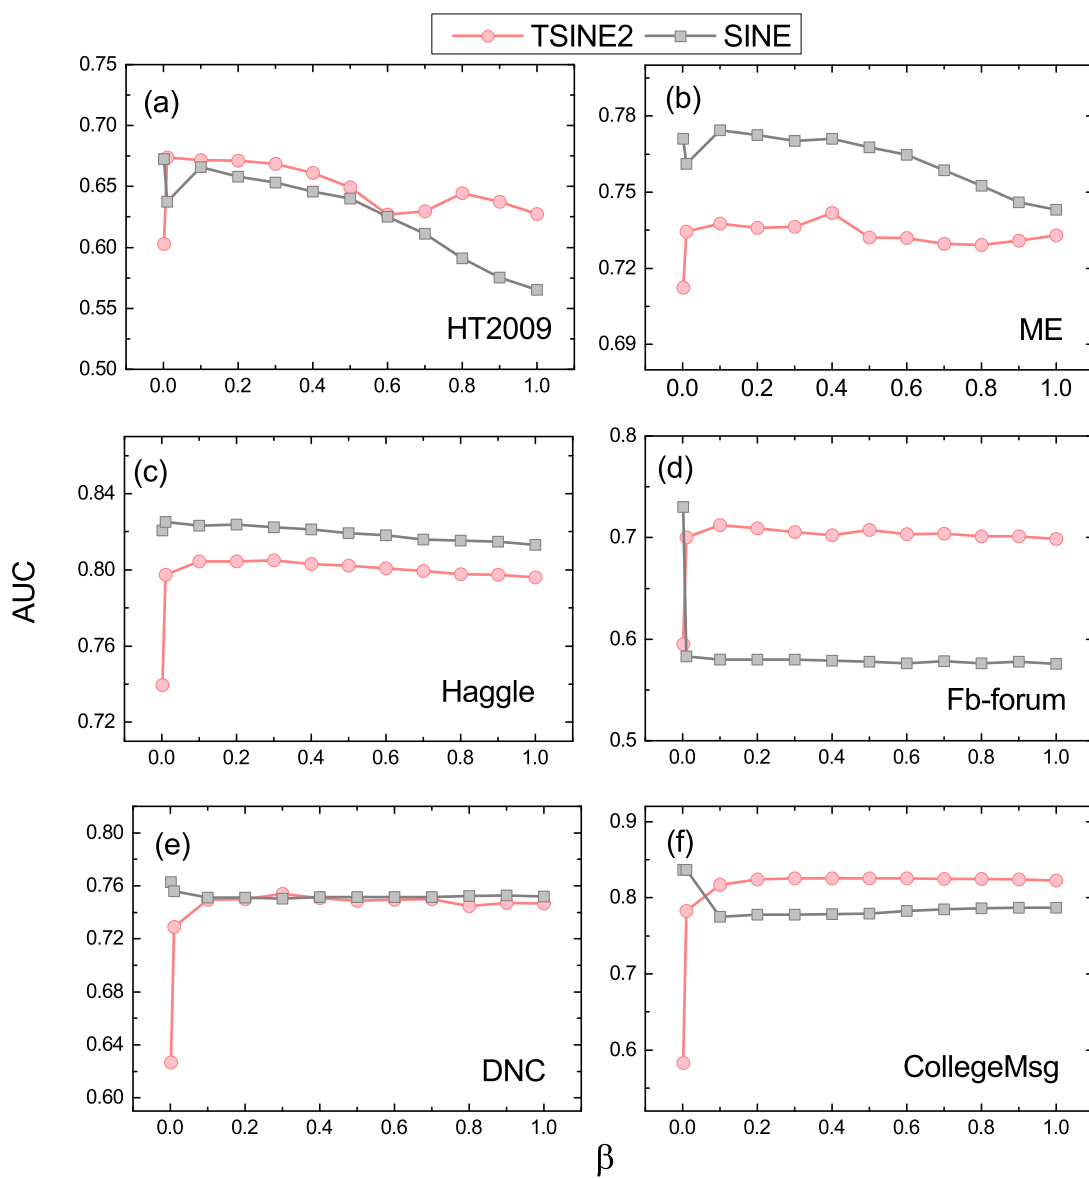 TSINE2 SINE
(a)
0.75
0.70
0.65
0.60
0.55
0.50
HT2009
0.0 0.2 0.4 0.6 0.8 1.0
(b)
0.78
0.75
0.72
0.69
ME
0.0 0.2 0.4 0.6 0.8 1.0
(c)
0.84
0.80
0.76
0.72
Haggle
0.0 0.2 0.4 0.6 0.8 1.0
(d)
0.8
0.7
0.6
0.5
Fb-forum
0.0 0.2 0.4 0.6 0.8 1.0
AUC
(e)
0.80
0.76
0.72
0.68
0.64
0.60
DNC
0.0 0.2 0.4 0.6 0.8 1.0
(f)
0.9
0.8
0.7
0.6
CollegeMsg
0.0 0.2 0.4 0.6 0.8 1.0
β